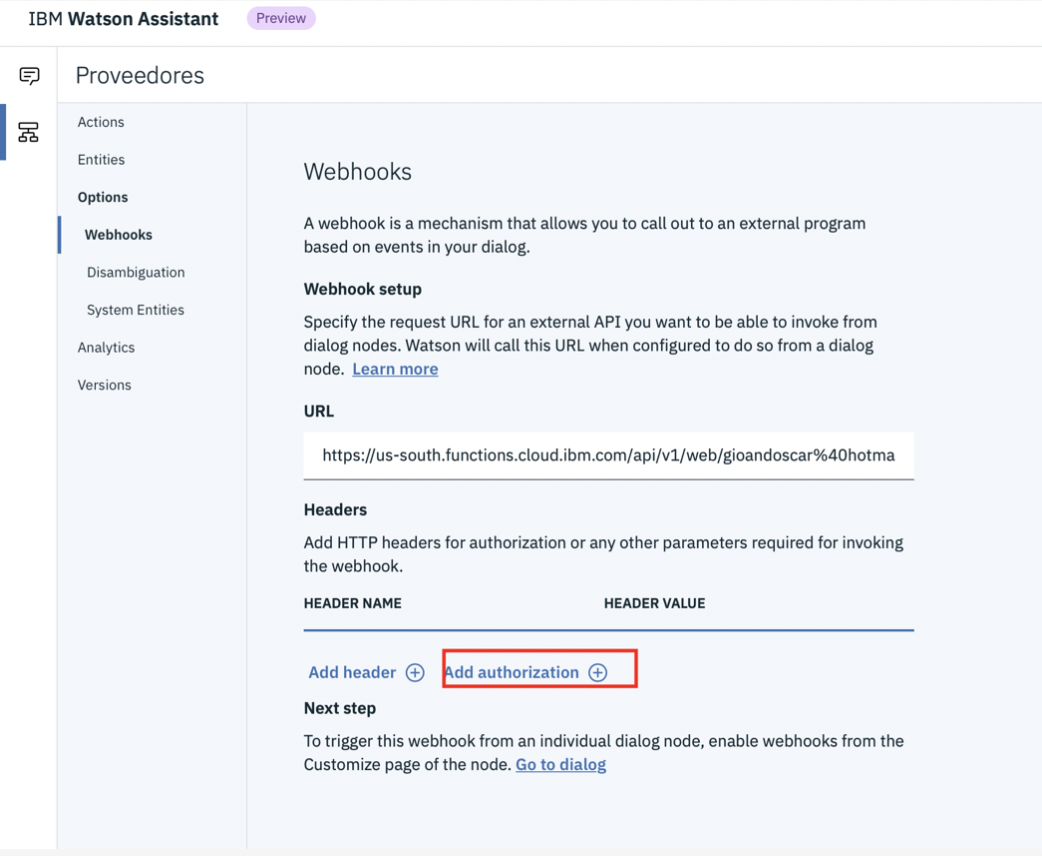 IBM Watson Assistant Preview
Proveedores
Actions
Entities
Options
Webhooks
Disambiguation
System Entities
Analytics
Versions
Webhooks
A webhook is a mechanism that allows you to call out to an external program
based on events in your dialog.
Webhook setup
Specify the request URL for an external API you want to be able to invoke from
dialog nodes. Watson will call this URL when configured to do so from a dialog
node. Learn more
URL
https://us-south.functions.cloud.ibm.com/api/v1/web/gioandoscar%40hotma
Headers
Add HTTP headers for authorization or any other parameters required for invoking
the webhook.
HEADER NAME HEADER VALUE
Add header Add authorization
Next step
To trigger this webhook from an individual dialog node, enable webhooks from the
Customize page of the node. Go to dialog